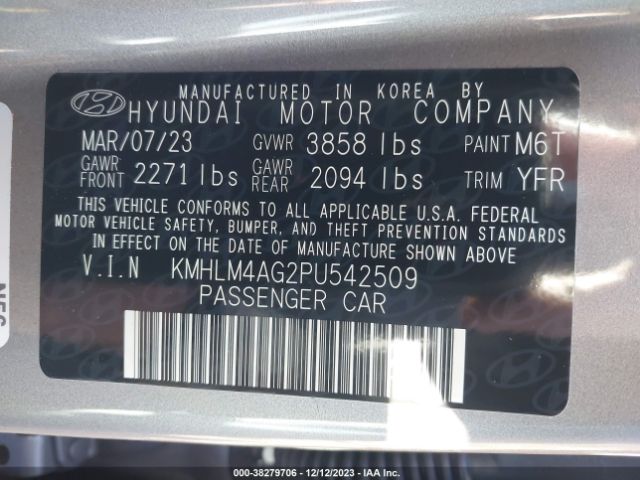 MANUFACTURED IN KOREA BY
HYUNDAI MOTOR COMPANY
MAR/07/23 GVWR 3858 lbs PAINT M6T
GAWR FRONT 2271 lbs GAWR REAR 2094 lbs TRIM YFR
THIS VEHICLE CONFORMS TO ALL APPLICABLE U.S.A. FEDERAL
MOTOR VEHICLE SAFETY, BUMPER, AND THEFT PREVENTION STANDARDS
IN EFFECT ON THE DATE OF MANUFACTURE SHOWN ABOVE
V.I.N KMHLM4AG2PU542509
PASSENGER CAR
000-38279706 - 12/12/2023 - IAA Inc.